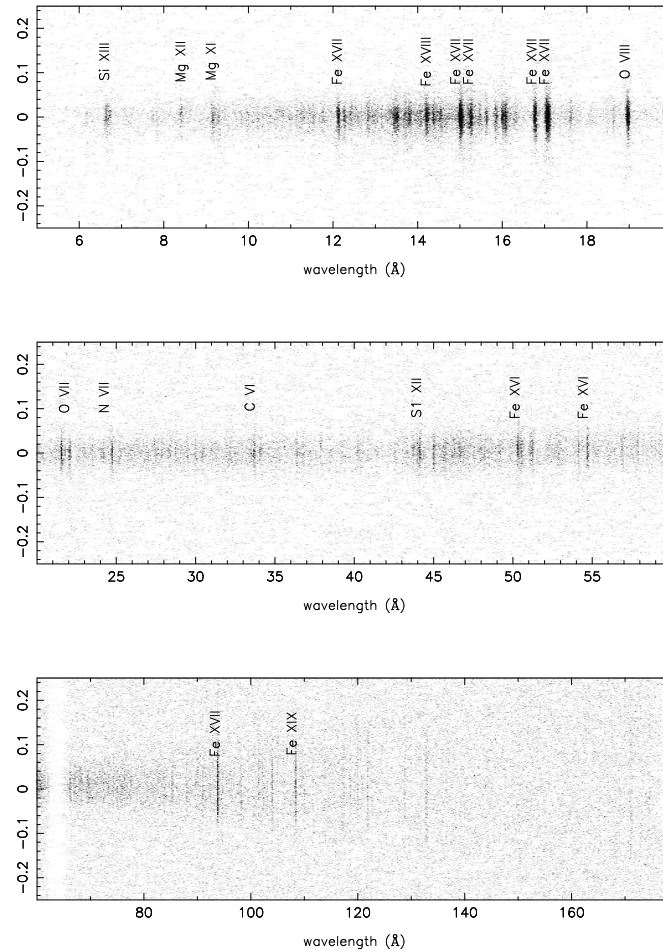 Si XIII Mg XII Mg XI Fe XVII Fe XVIII Fe XVII Fe XVII Fe XVII Fe XVII O VIII
0.2
0.1
0
−0.1
−0.2
6 8 10 12 14 16 18
wavelength (Å)
O VII N VII C VI S1 XII Fe XVI Fe XVI
0.2
0.1
0
−0.1
−0.2
25 30 35 40 45 50 55
wavelength (Å)
Fe XVII Fe XIX
0.2
0.1
0
−0.1
−0.2
80 100 120 140 160
wavelength (Å)